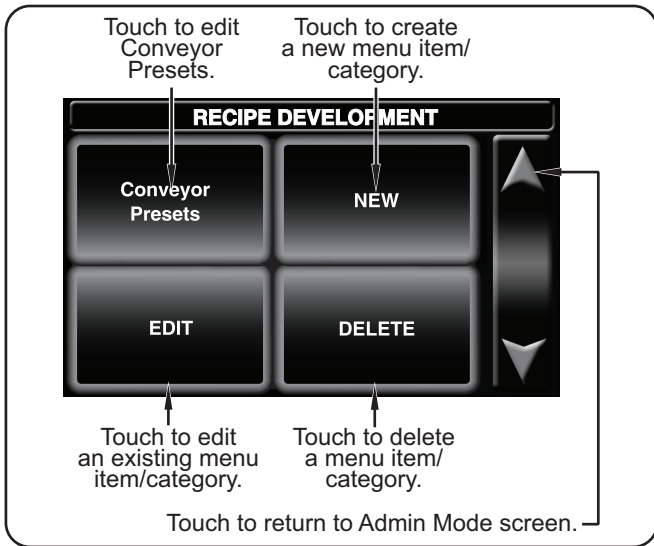 Touch to edit
Conveyor
Presets.
Touch to create
a new menu item/
category.
RECIPE DEVELOPMENT
Conveyor
Presets
NEW
EDIT
DELETE
Touch to edit
an existing menu
item/category.
Touch to delete
a menu item/
category.
Touch to return to Admin Mode screen.